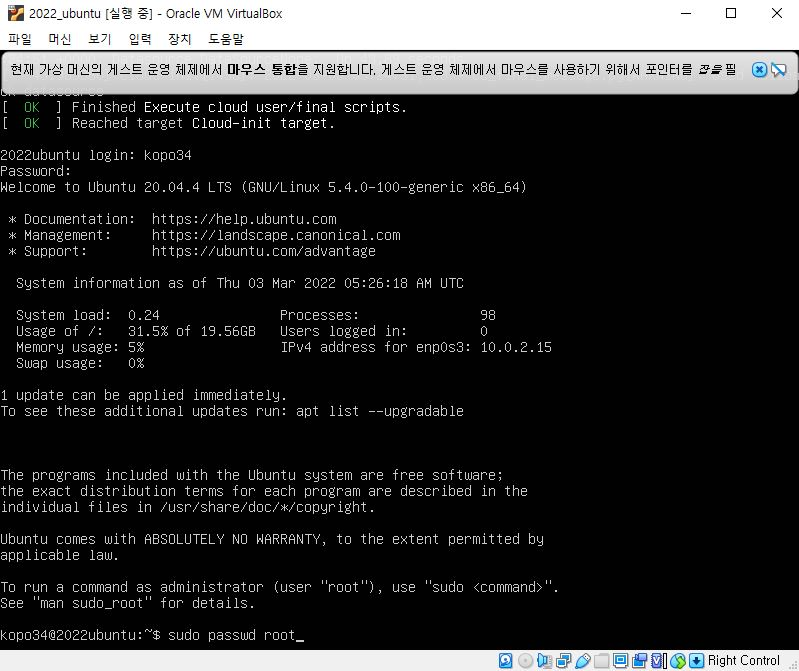 2022_ubuntu [실행 중] - Oracle VM VirtualBox
파일 머신 보기 입력 장치 도움말
현재 가상 머신의 게스트 운영 체제에서 마우스 통합을 지원합니다. 게스트 운영 체제에서 마우스를 사용하기 위해서 포인터를 잡을 필
[  OK  ] Finished Execute cloud user/final scripts.
[  OK  ] Reached target Cloud-init target.
2022ubuntu login: kopo34
Password:
Welcome to Ubuntu 20.04.4 LTS (GNU/Linux 5.4.0-100-generic x86_64)
* Documentation:  https://help.ubuntu.com
* Management:     https://landscape.canonical.com
* Support:        https://ubuntu.com/advantage
System information as of Thu 03 Mar 2022 05:26:18 AM UTC
System load:  0.24               Processes:               98
Usage of /:   31.5% of 19.56GB   Users logged in:         0
Memory usage: 5%                 IPv4 address for enp0s3: 10.0.2.15
Swap usage:   0%
1 update can be applied immediately.
To see these additional updates run: apt list --upgradable
The programs included with the Ubuntu system are free software;
the exact distribution terms for each program are described in the
individual files in /usr/share/doc/*/copyright.
Ubuntu comes with ABSOLUTELY NO WARRANTY, to the extent permitted by
applicable law.
To run a command as administrator (user "root"), use "sudo <command>".
See "man sudo_root" for details.
kopo34@2022ubuntu:~$ sudo passwd root_
Right Control